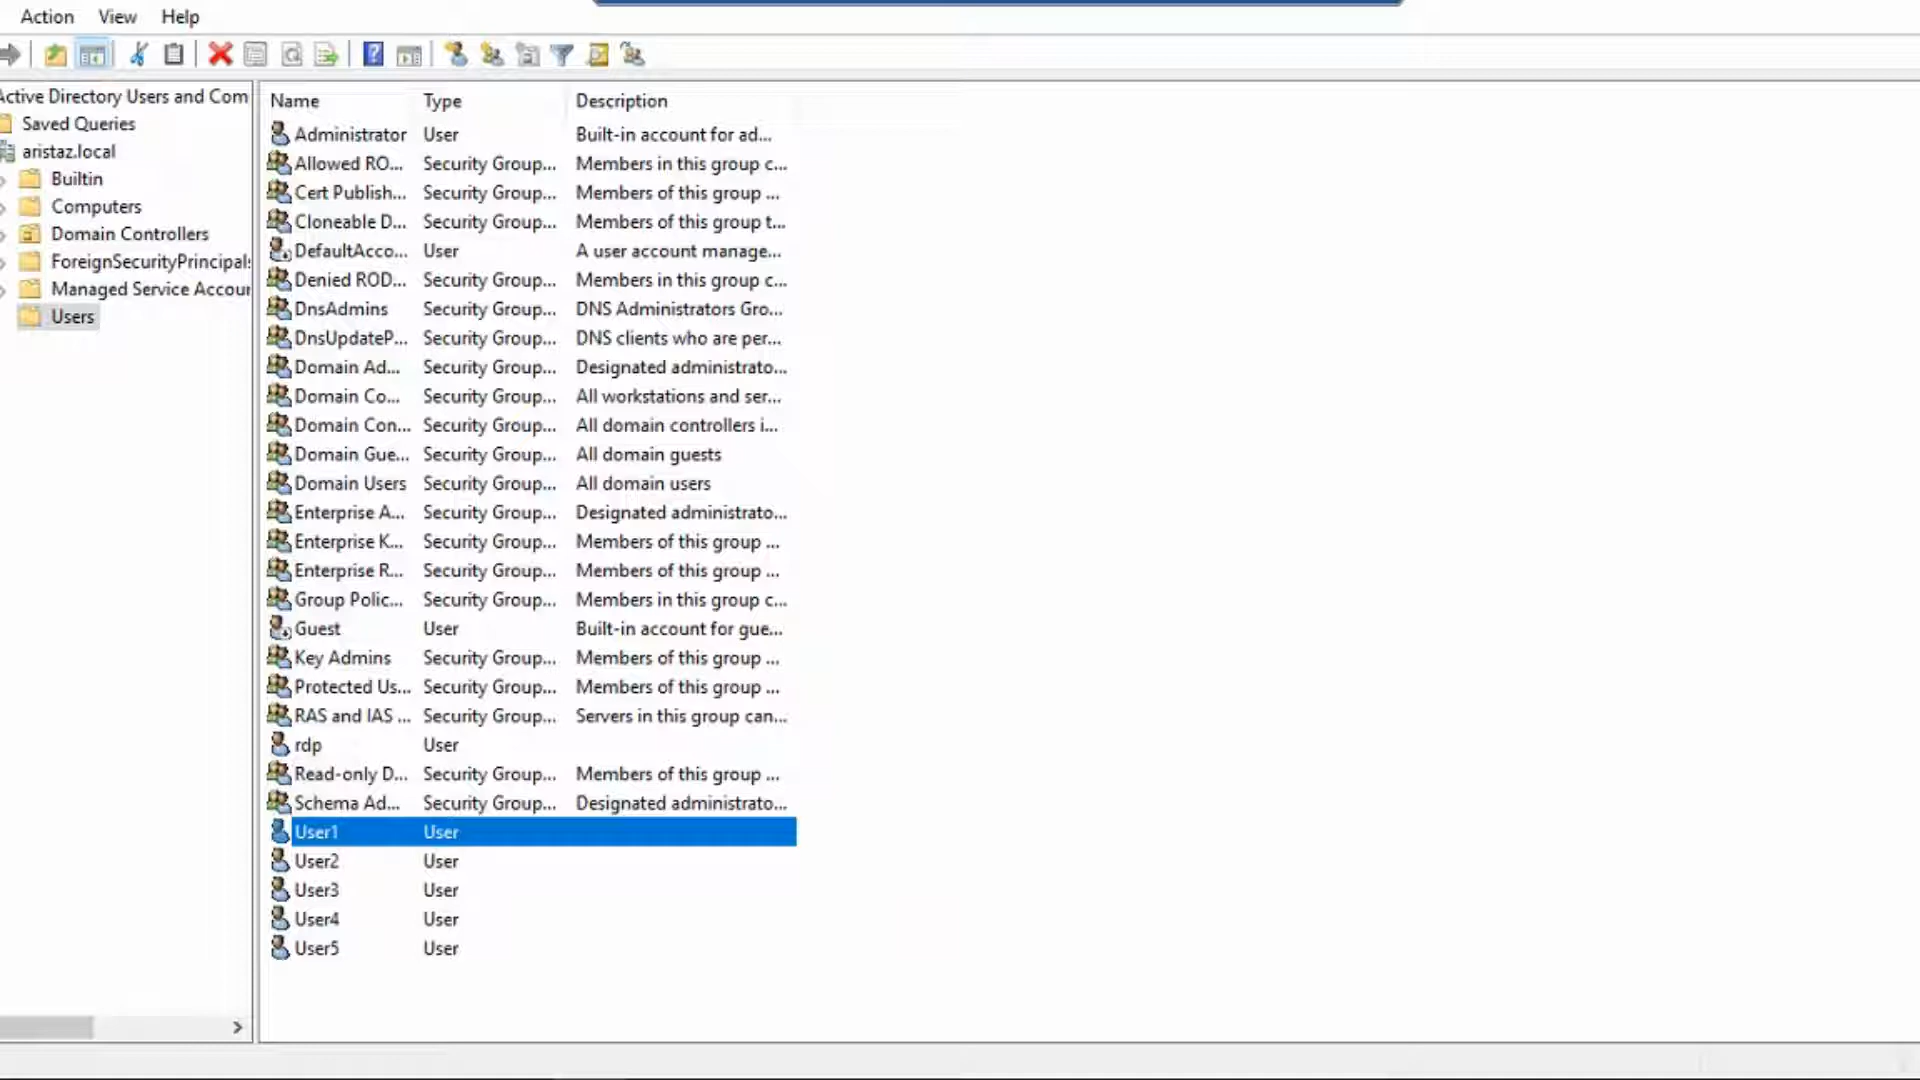 Action View Help
Active Directory Users and Com
Saved Queries
aristaz.local
Builtin
Computers
Domain Controllers
ForeignSecurityPrincipals
Managed Service Accour
Users
Name Type Description
Administrator User Built-in account for ad...
Allowed RO... Security Group... Members in this group c...
Cert Publish... Security Group... Members of this group ...
Cloneable D... Security Group... Members of this group t...
DefaultAcco... User A user account manage...
Denied ROD... Security Group... Members in this group c...
DnsAdmins Security Group... DNS Administrators Gro...
DnsUpdateP... Security Group... DNS clients who are per...
Domain Ad... Security Group... Designated administrato...
Domain Co... Security Group... All workstations and ser...
Domain Con... Security Group... All domain controllers i...
Domain Gue... Security Group... All domain guests
Domain Users Security Group... All domain users
Enterprise A... Security Group... Designated administrato...
Enterprise K... Security Group... Members of this group ...
Enterprise R... Security Group... Members of this group ...
Group Polic... Security Group... Members in this group c...
Guest User Built-in account for gue...
Key Admins Security Group... Members of this group ...
Protected Us... Security Group... Members of this group ...
RAS and IAS ... Security Group... Servers in this group can...
rdp User
Read-only D... Security Group... Members of this group ...
Schema Ad... Security Group... Designated administrato...
User1 User
User2 User
User3 User
User4 User
User5 User